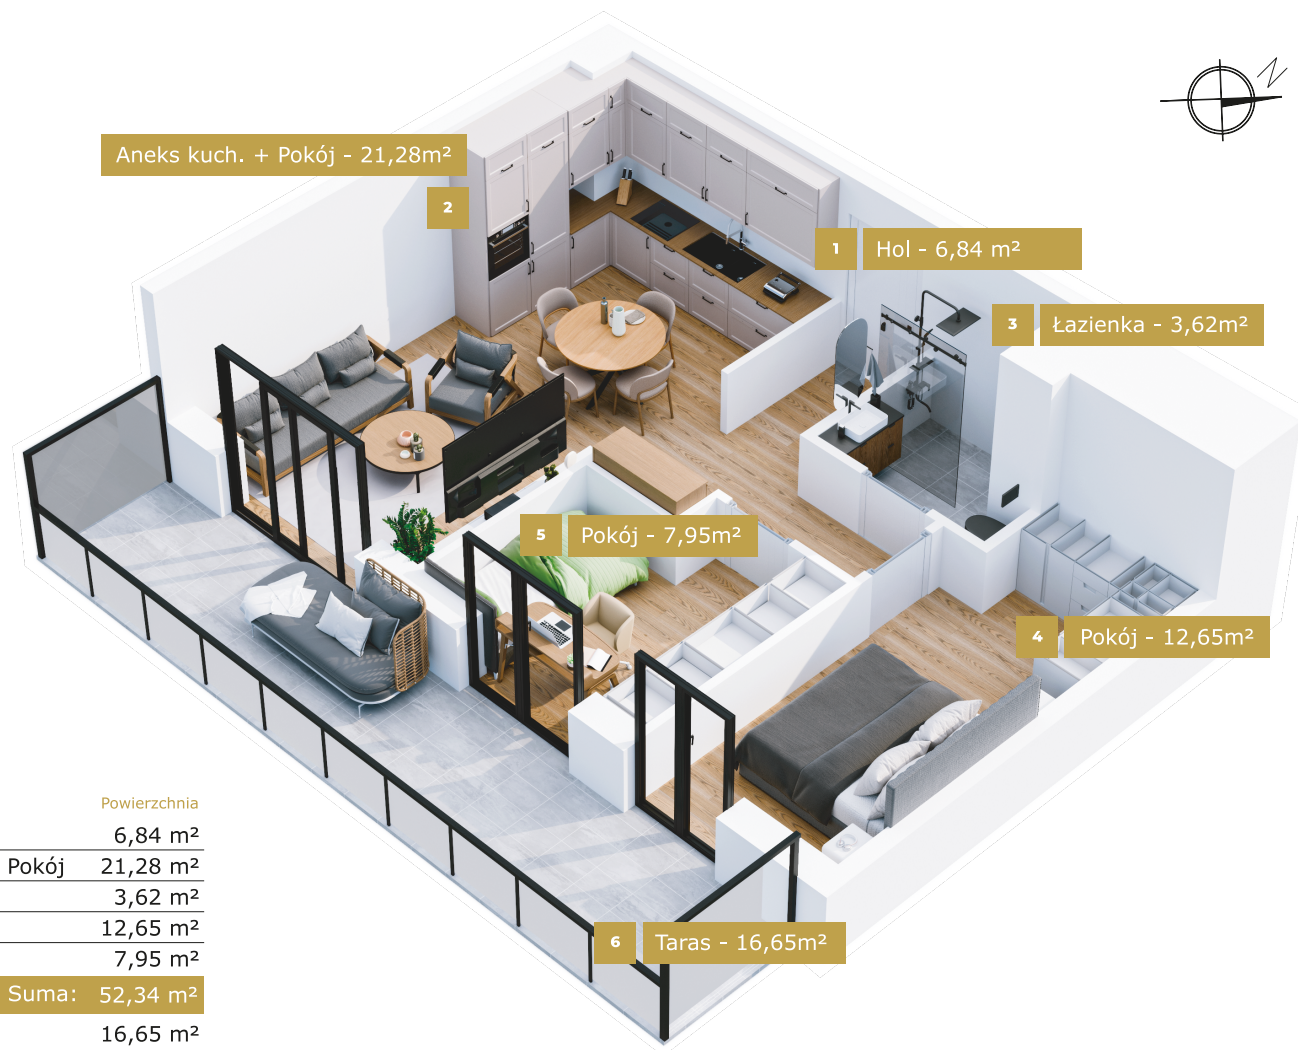 N
Aneks kuch. + Pokój - 21,28m²
2
1 Hol - 6,84 m²
3 Łazienka - 3,62m²
5 Pokój - 7,95m²
4 Pokój - 12,65m²
6 Taras - 16,65m²
Powierzchnia
6,84 m²
Pokój 21,28 m²
3,62 m²
12,65 m²
7,95 m²
Suma: 52,34 m²
16,65 m²